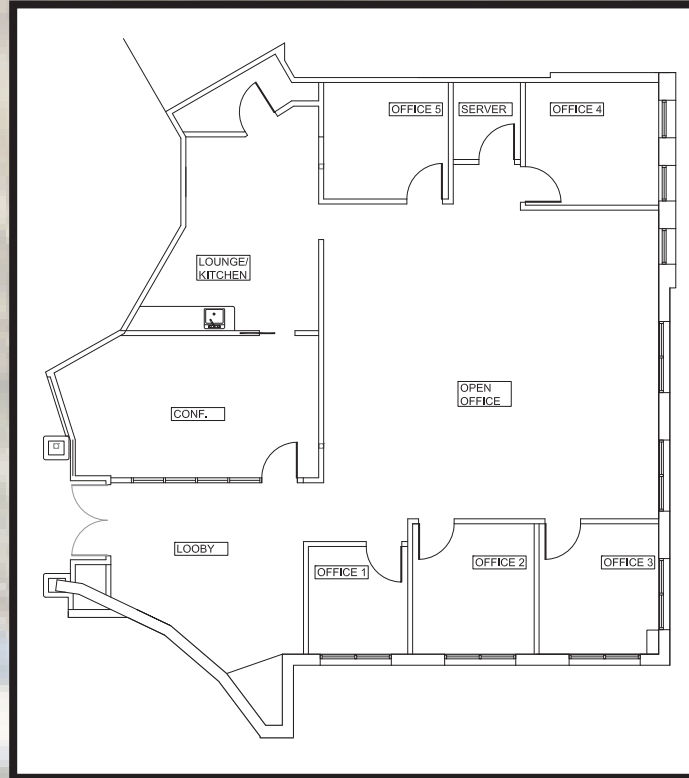 OFFICE 5
SERVER
OFFICE 4
LOUNGE/
KITCHEN
OPEN
OFFICE
CONF.
LOOBY
OFFICE 1
OFFICE 2
OFFICE 3